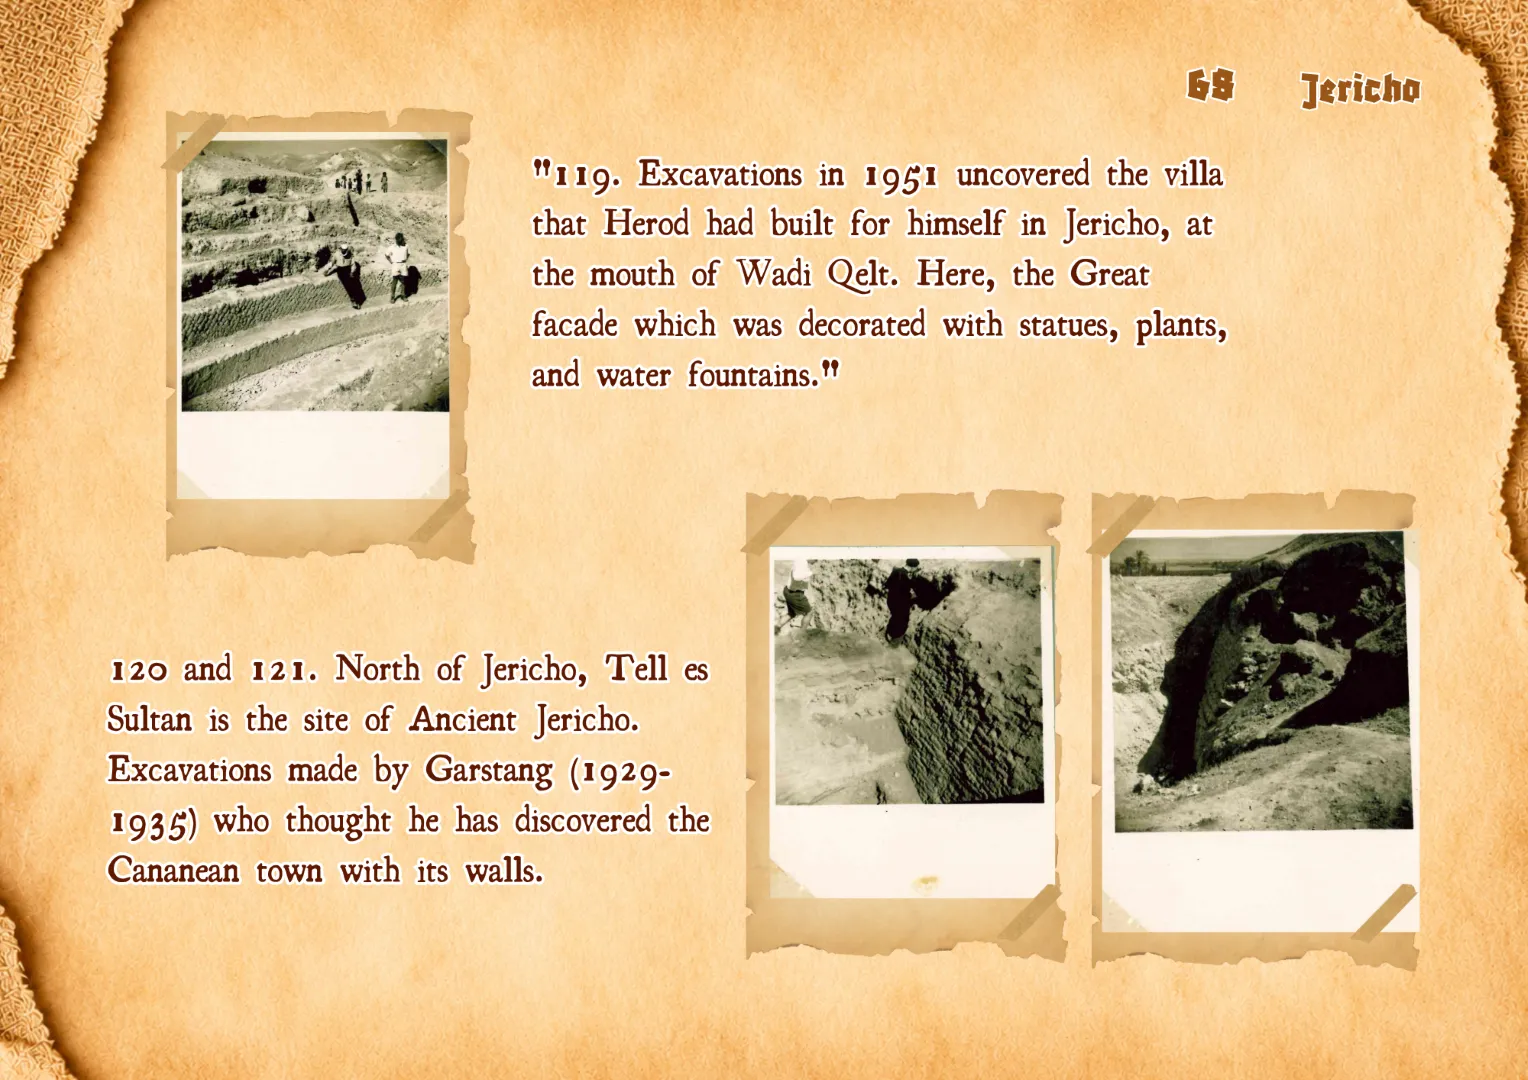 68 Jericho
"119. Excavations in 1951 uncovered the villa
that Herod had built for himself in Jericho, at
the mouth of Wadi Qelt. Here, the Great
facade which was decorated with statues, plants,
and water fountains."
120 and 121. North of Jericho, Tell es
Sultan is the site of Ancient Jericho.
Excavations made by Garstang (1929-
1935) who thought he has discovered the
Cananean town with its walls.